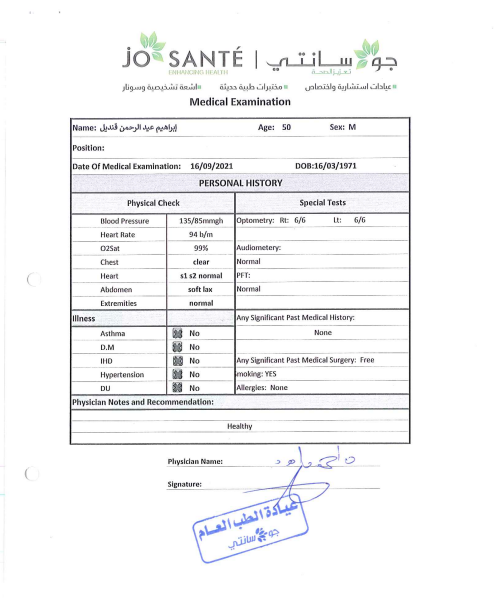 JO SANTÉ | جو سانتي
ENHANCING HEALTH تعزيز الصحة
عيادات استشارية واختصاص مختبرات طبية حديثة اشعة تشخيصية وسونار
Medical Examination
Name: إبراهيم عبد الرحمن قنديل Age: 50 Sex: M
Position:
Date Of Medical Examination: 16/09/2021 DOB:16/03/1971
PERSONAL HISTORY
Physical Check Special Tests
Blood Pressure 135/85mmgh Optometry: Rt: 6/6 Lt: 6/6
Heart Rate 94 b/m
O2Sat 99% Audiometery:
Chest clear Normal
Heart s1 s2 normal PFT:
Abdomen soft lax Normal
Extremities normal
Illness Any Significant Past Medical History:
Asthma No None
D.M No
IHD No Any Significant Past Medical Surgery: Free
Hypertension No moking: YES
DU No Allergies: None
Physician Notes and Recommendation:
Healthy
Physician Name:
Signature:
عيادة الطب العام
جو سانتي